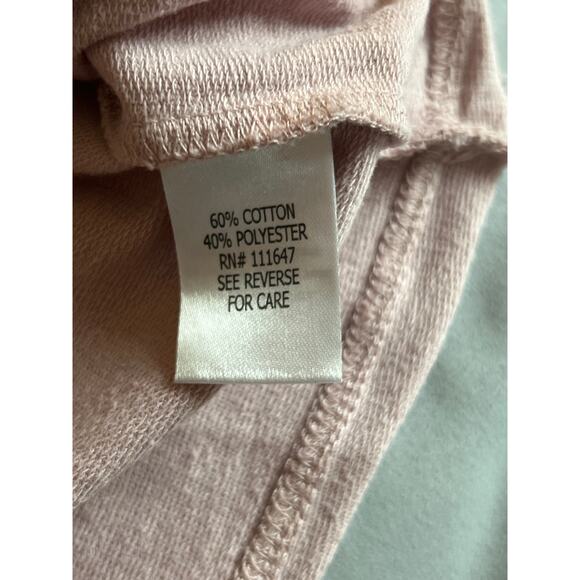 60% COTTON
40% POLYESTER
RN# 111647
SEE REVERSE
FOR CARE